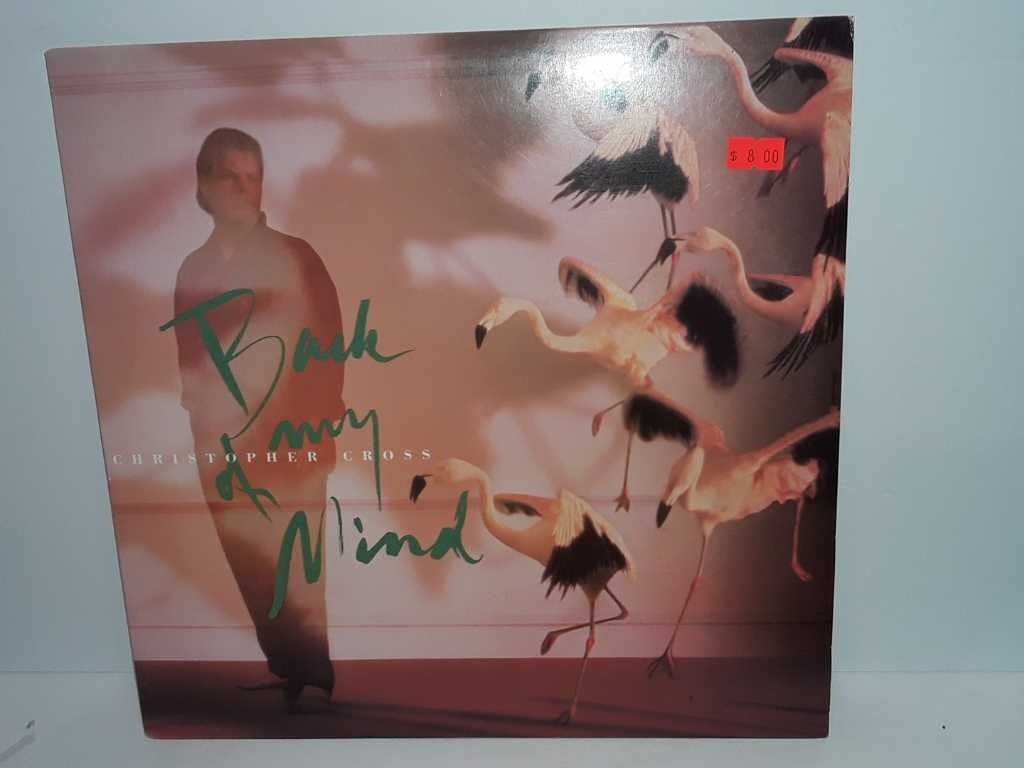 $ 8 00
Back
of my
CHRISTOPHER CROSS
Mind